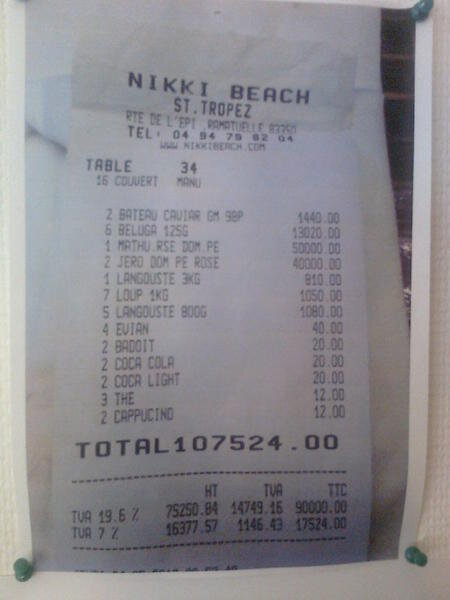 NIKKI BEACH
ST.TROPEZ
RTE DE L'EPI .RAMATUELLE 83350
TEL: 04 94 79 82 04
WWW NIKKIBEACH.COM
TABLE 34
16 COUVERT MANU
2 BATEAU CAVIAR GM 98P 1440.00
6 BELUGA 125G 13020.00
1 MATHU.RSE DOM.PE 50000.00
2 JERO DOM PE ROSE 40000.00
1 LANGOUSTE 3KG 810.00
7 LOUP 1KG 1050.00
5 LANGOUSTE 800G 1080.00
4 EVIAN 40.00
2 BADOIT 20.00
2 COCA COLA 20.00
2 COCA LIGHT 20.00
3 THE 12.00
2 CAPPUCINO 12.00
TOTAL107524.00
HT TVA TTC
TVA 19.6 % 75250.84 14749.16 90000.00
TVA 7 % 16377.57 1146.43 17524.00